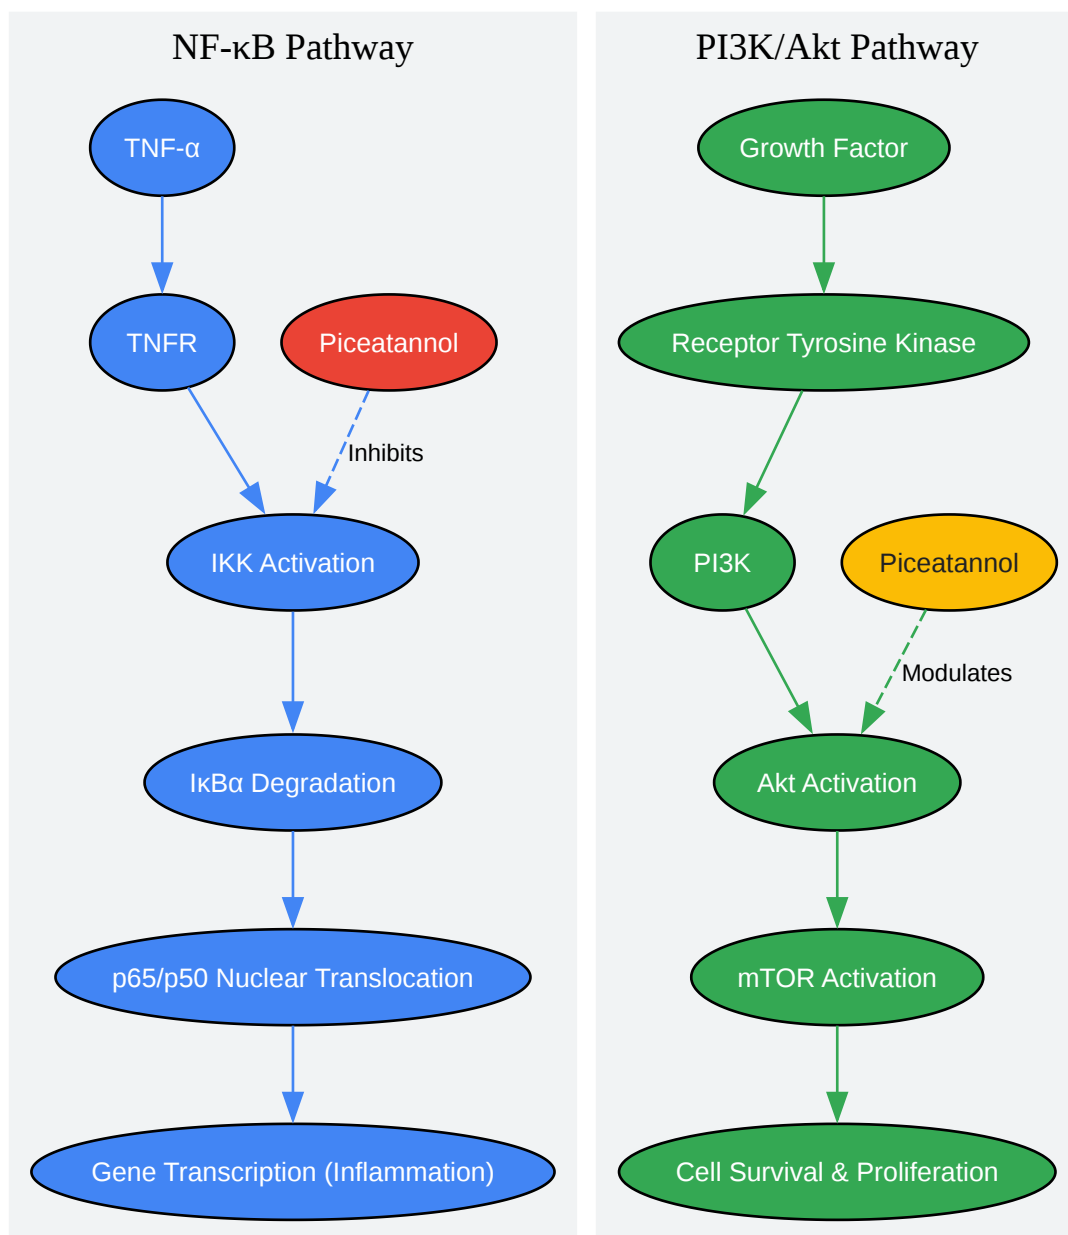 NF-κB Pathway
TNF-α
TNFR
Piceatannol
Inhibits
IKK Activation
IκBα Degradation
p65/p50 Nuclear Translocation
Gene Transcription (Inflammation)
PI3K/Akt Pathway
Growth Factor
Receptor Tyrosine Kinase
PI3K
Piceatannol
Modulates
Akt Activation
mTOR Activation
Cell Survival & Proliferation